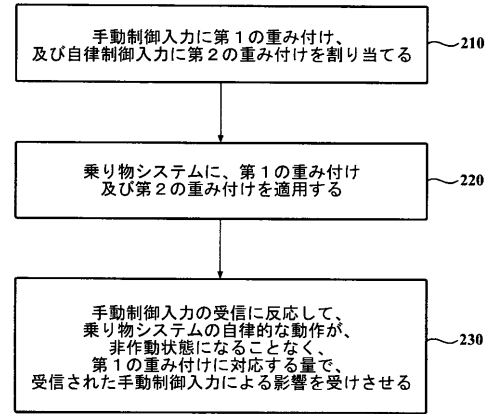 手動制御入力に第１の重み付け、
及び自律制御入力に第２の重み付けを割り当てる
210
乗り物システムに、第１の重み付け
及び第２の重み付けを適用する
220
手動制御入力の受信に反応して、
乗り物システムの自律的な動作が、
非作動状態になることなく、
第１の重み付けに対応する量で、
受信された手動制御入力による影響を受けさせる
230